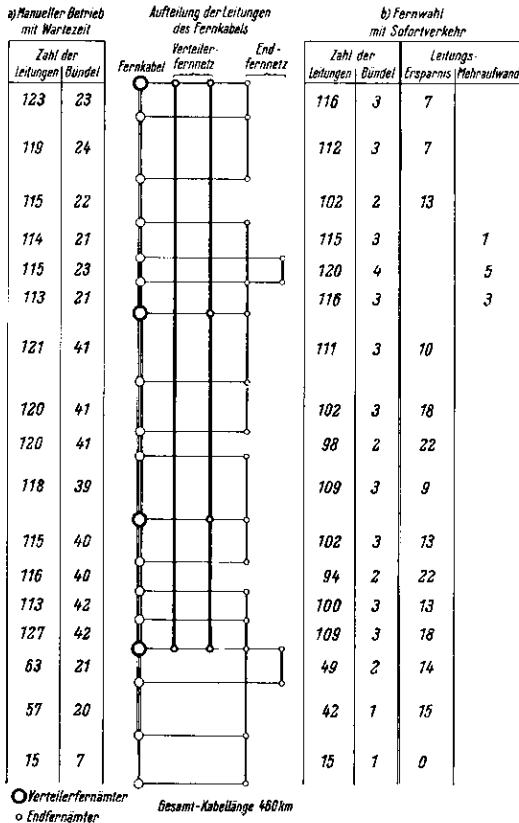 a) Manueller Betrieb mit Wartezeit
Aufteilung der Leitungen des Fernkabels
b) Fernwahl mit Sofortverkehr
Zahl der
Leitungen Bündel
Fernkabel
Verteilerfernnetz
End-fernnetz
Zahl der
Leitungen Bündel
Leitungs-
Ersparnis Mehraufwand
123 23 116 3 7
119 24 112 3 7
115 22 102 2 13
114 21 115 3 1
115 23 120 4 5
113 21 116 3 3
121 41 111 3 10
120 41 102 3 18
120 41 98 2 22
118 39 109 3 9
115 40 102 3 13
116 40 94 2 22
113 42 100 3 13
127 42 109 3 18
63 21 49 2 14
57 20 42 1 15
15 7 15 1 0
Verteilerfernämter
Endfernämter
Gesamt-Kabellänge 460km